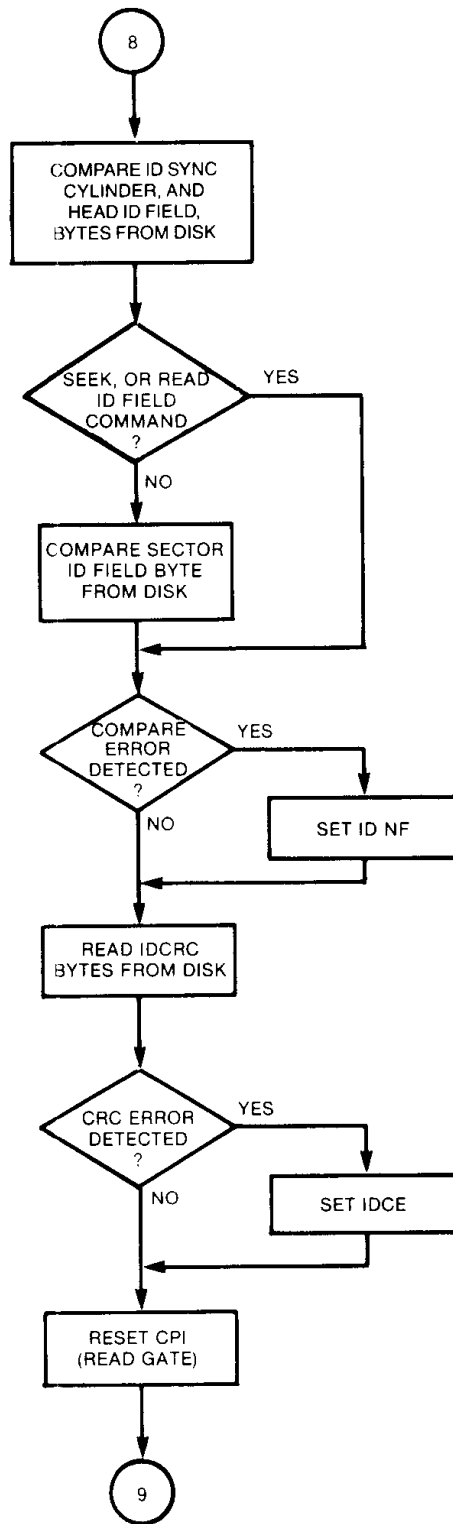 8
COMPARE ID SYNC
CYLINDER, AND
HEAD ID FIELD,
BYTES FROM DISK
SEEK, OR READ
ID FIELD
COMMAND
?
YES
NO
COMPARE SECTOR
ID FIELD BYTE
FROM DISK
COMPARE
ERROR
DETECTED
?
YES
NO
SET ID NF
READ IDCRC
BYTES FROM DISK
CRC ERROR
DETECTED
?
YES
NO
SET IDCE
RESET CPI
(READ GATE)
9